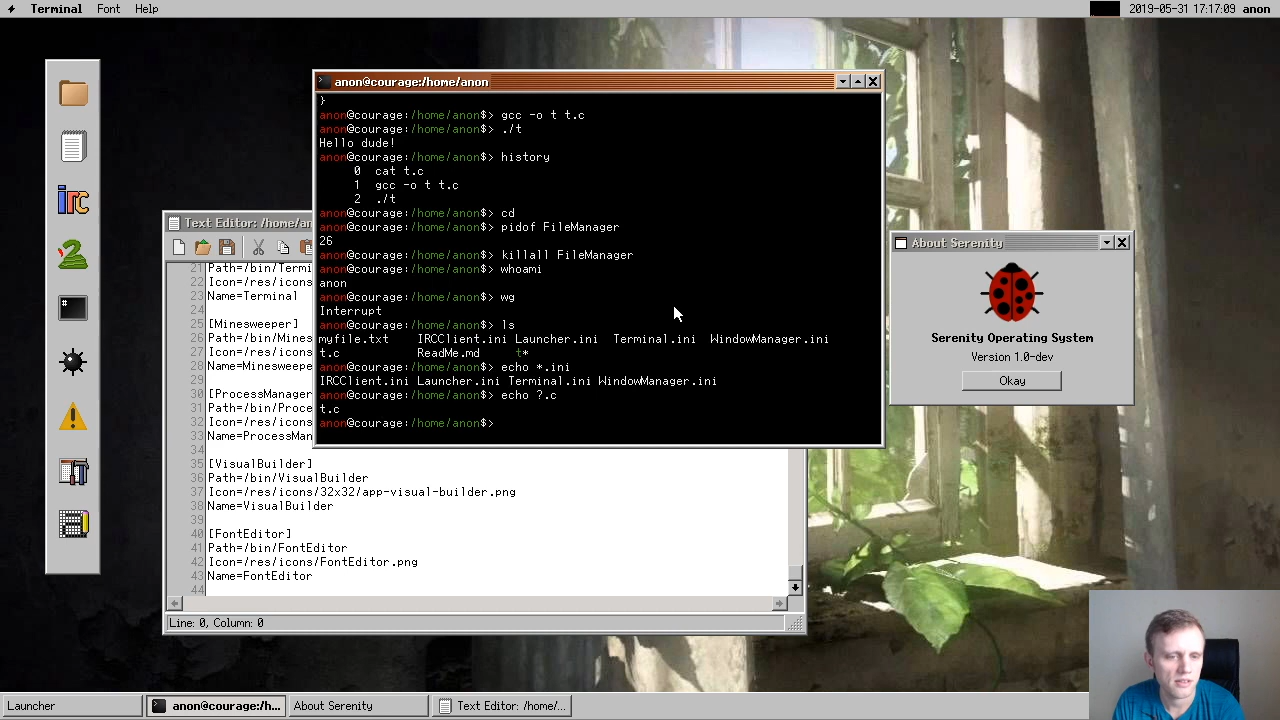 Terminal Font Help
2019-05-31 17:17:09 anon
anon@courage:/home/anon
}
anon@courage:/home/anon$> gcc -o t t.c
anon@courage:/home/anon$> ./t
Hello dude!
anon@courage:/home/anon$> history
0 cat t.c
1 gcc -o t t.c
2 ./t
anon@courage:/home/anon$> cd
anon@courage:/home/anon$> pidof FileManager
26
anon@courage:/home/anon$> killall FileManager
anon@courage:/home/anon$> whoami
anon
anon@courage:/home/anon$> wg
Interrupt
anon@courage:/home/anon$> ls
myfile.txt IRCClient.ini Launcher.ini Terminal.ini WindowManager.ini
t.c ReadMe.md t*
anon@courage:/home/anon$> echo *.ini
IRCClient.ini Launcher.ini Terminal.ini WindowManager.ini
anon@courage:/home/anon$> echo ?.c
t.c
anon@courage:/home/anon$>
irc
Text Editor: /home/an
21 Path=/bin/Termi
22 Icon=/res/icons
23 Name=Terminal
24
25 [Minesweeper]
26 Path=/bin/Mines
27 Icon=/res/icons
28 Name=Minesweepe
29
30 [ProcessManager
31 Path=/bin/Proce
32 Icon=/res/icons
33 Name=ProcessMan
34
35 [VisualBuilder]
36 Path=/bin/VisualBuilder
37 Icon=/res/icons/32x32/app-visual-builder.png
38 Name=VisualBuilder
39
40 [FontEditor]
41 Path=/bin/FontEditor
42 Icon=/res/icons/FontEditor.png
43 Name=FontEditor
44
Line: 0, Column: 0
About Serenity
Serenity Operating System
Version 1.0-dev
Okay
Launcher
anon@courage:/h...
About Serenity
Text Editor: /home/...